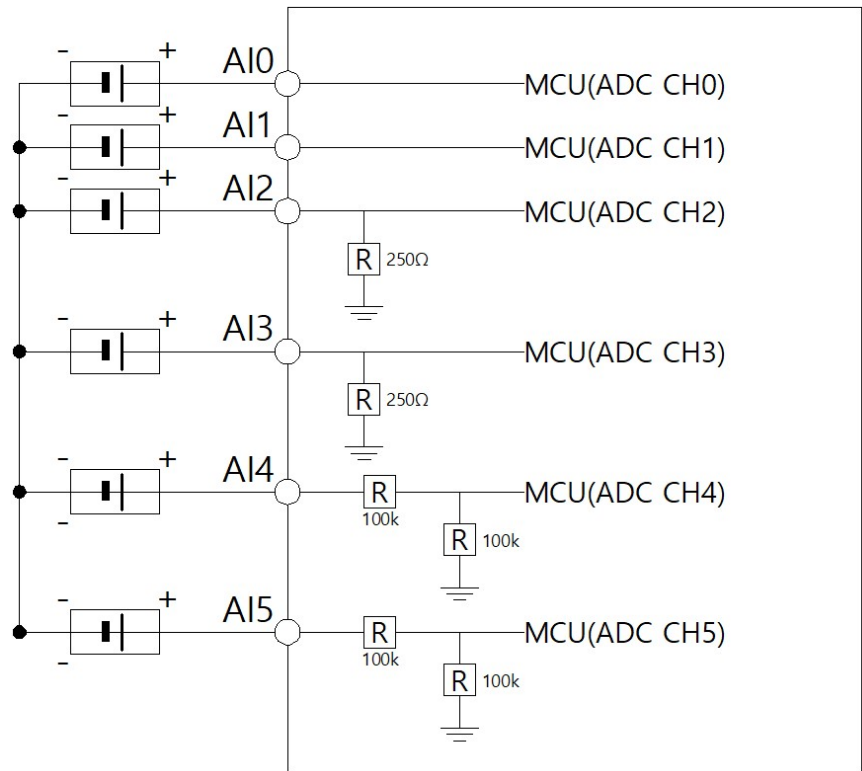 - + AI0 MCU(ADC CH0)
- + AI1 MCU(ADC CH1)
- + AI2 MCU(ADC CH2)
R 250Ω
- + AI3 MCU(ADC CH3)
R 250Ω
- + AI4 MCU(ADC CH4)
R
100k
-
R 100k
- + AI5 MCU(ADC CH5)
R
100k
-
R 100k